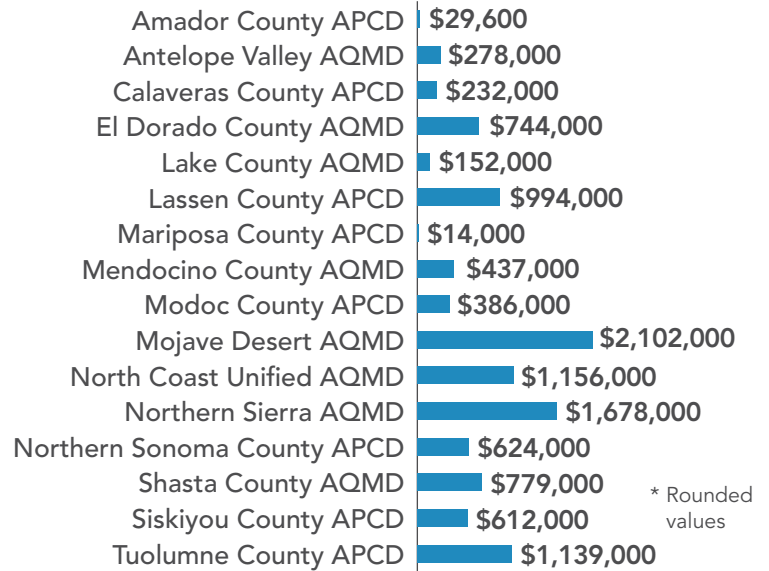 Amador County APCD $29,600
Antelope Valley AQMD $278,000
Calaveras County APCD $232,000
El Dorado County AQMD $744,000
Lake County AQMD $152,000
Lassen County APCD $994,000
Mariposa County APCD $14,000
Mendocino County AQMD $437,000
Modoc County APCD $386,000
Mojave Desert AQMD $2,102,000
North Coast Unified AQMD $1,156,000
Northern Sierra AQMD $1,678,000
Northern Sonoma County APCD $624,000
Shasta County AQMD $779,000
Siskiyou County APCD $612,000
Tuolumne County APCD $1,139,000
* Rounded
values